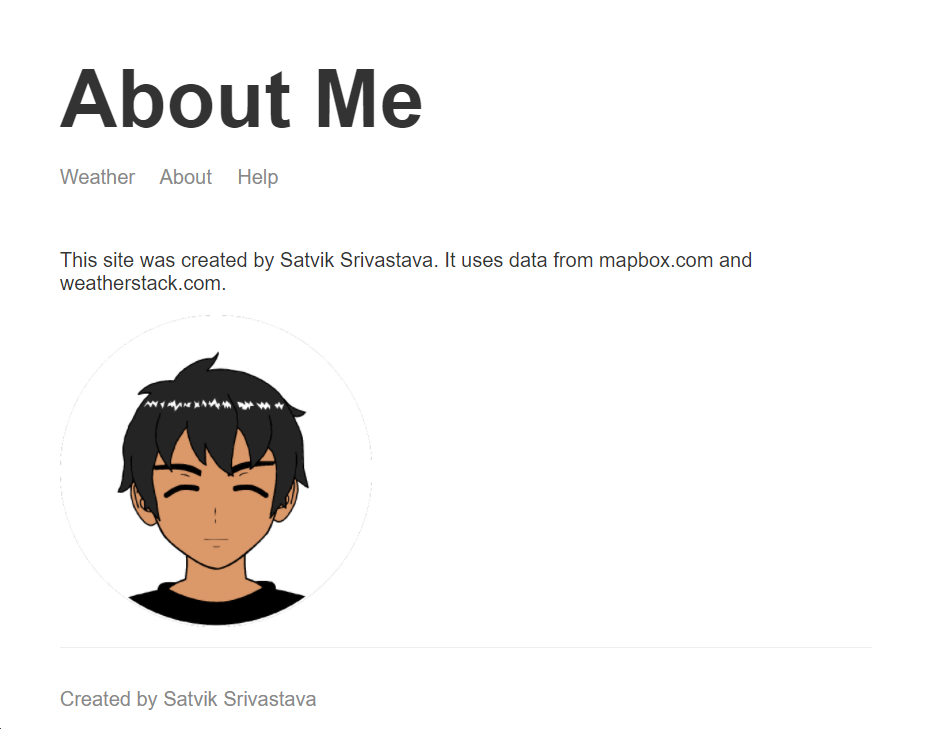 About Me
Weather About Help
This site was created by Satvik Srivastava. It uses data from mapbox.com and
weatherstack.com.
Created by Satvik Srivastava